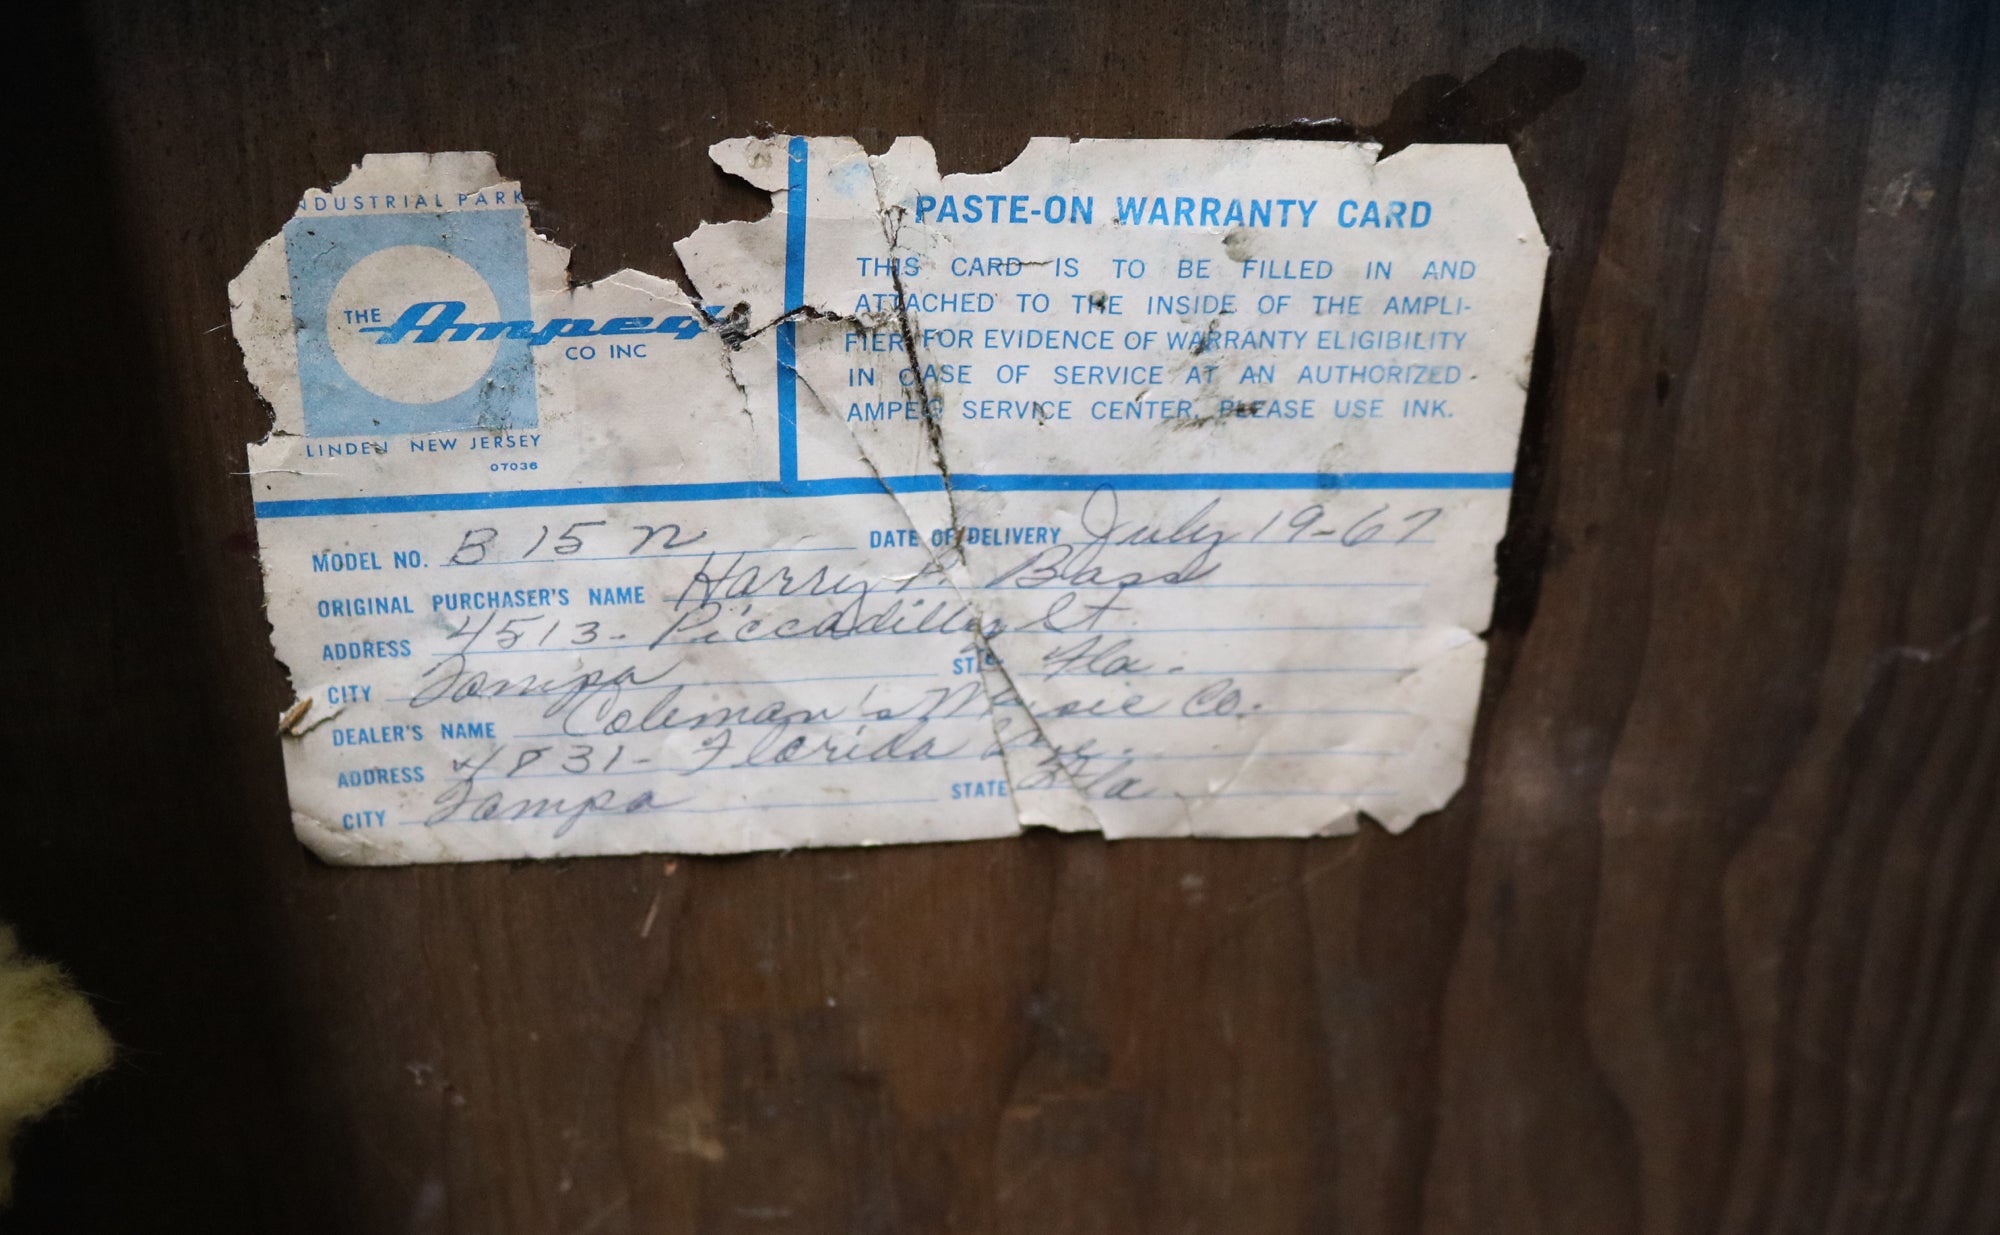 NDUSTRIAL PARK
THE Ampeg
CO INC
LINDEN NEW JERSEY
07036
PASTE-ON WARRANTY CARD
THIS CARD IS TO BE FILLED IN AND
ATTACHED TO THE INSIDE OF THE AMPLI-
FIER FOR EVIDENCE OF WARRANTY ELIGIBILITY
IN CASE OF SERVICE AT AN AUTHORIZED
AMPEG SERVICE CENTER. PLEASE USE INK.
MODEL NO. B 15 N DATE OF DELIVERY July 19-67
ORIGINAL PURCHASER'S NAME Harry P. Bass
ADDRESS 4513- Piccadilly St.
CITY Tampa STATE Fla.
DEALER'S NAME Coleman's Music Co.
ADDRESS 4831- Florida Ave.
CITY Tampa STATE Fla